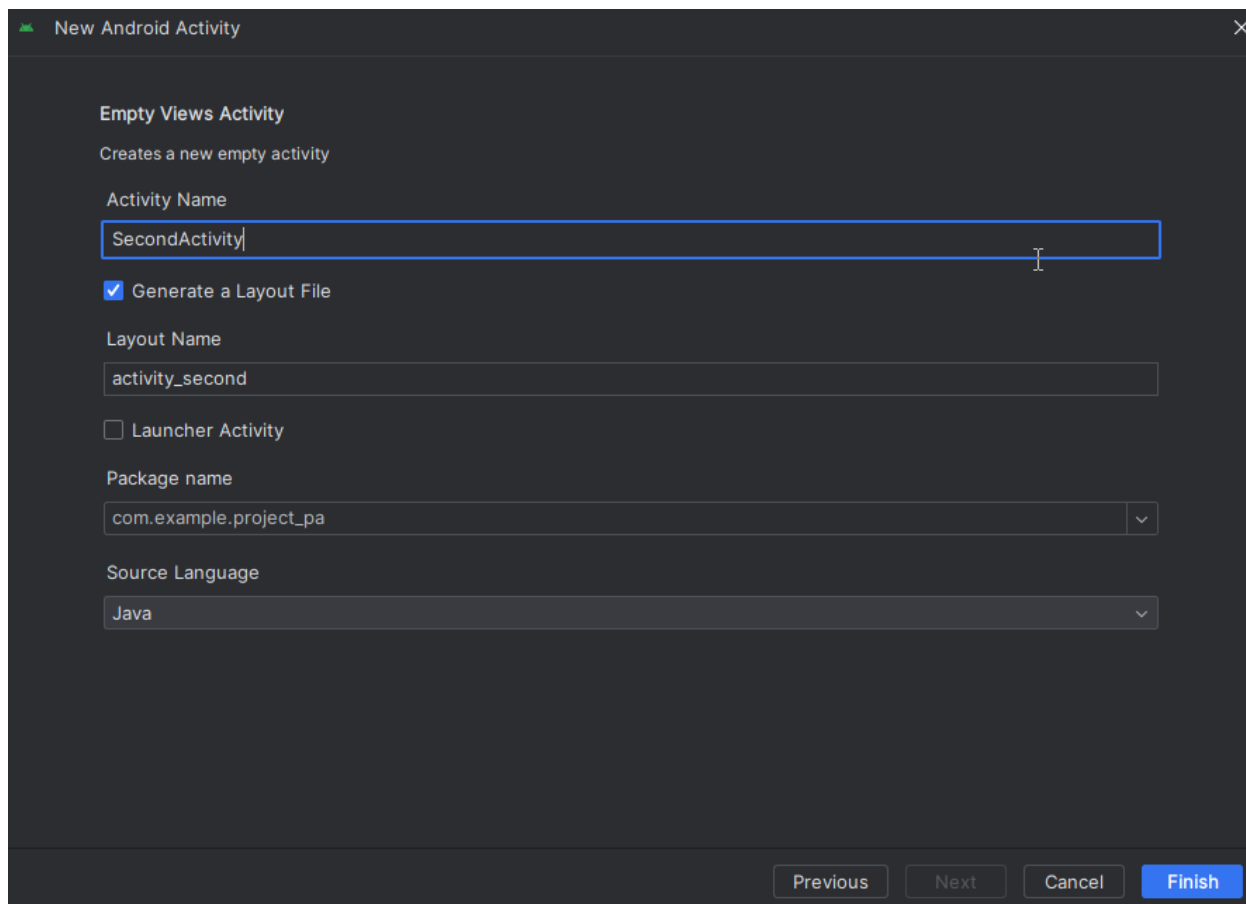 New Android Activity
Empty Views Activity
Creates a new empty activity
Activity Name
SecondActivity
Generate a Layout File
Layout Name
activity_second
Launcher Activity
Package name
com.example.project_pa
Source Language
Java
Previous
Next
Cancel
Finish